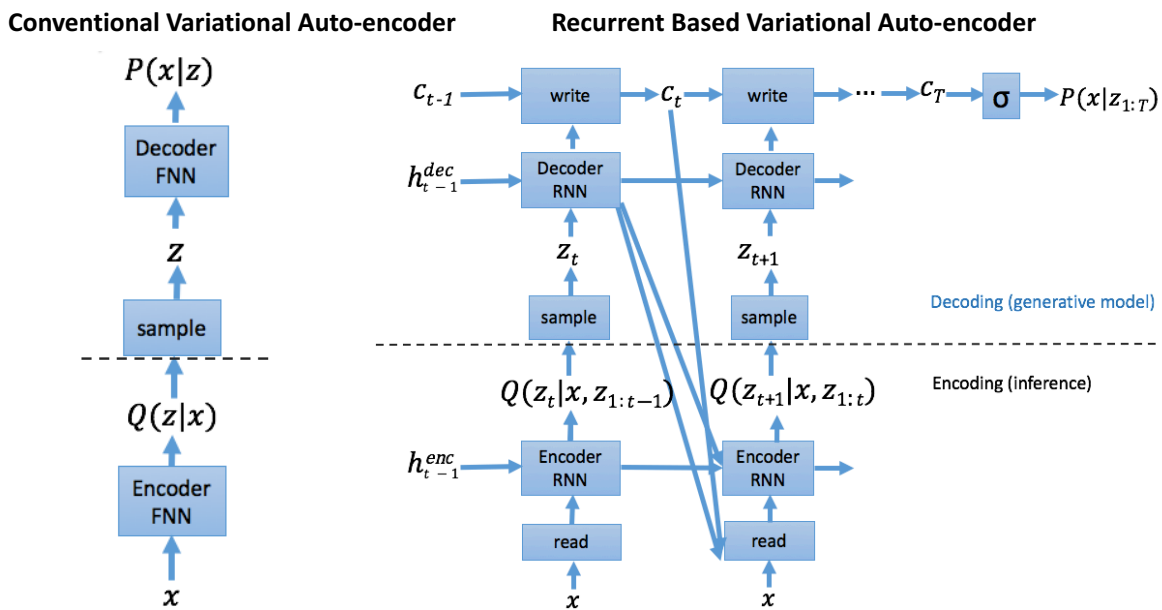 Conventional Variational Auto-encoder
P(x|z)
Decoder
FNN
z
sample
Q(z|x)
Encoder
FNN
x
Recurrent Based Variational Auto-encoder
c_{t-1}
write
c_t
write
...
c_T
σ
P(x|z_{1:T})
h_{t-1}^{dec}
Decoder
RNN
Decoder
RNN
z_t
z_{t+1}
sample
sample
Decoding (generative model)
Q(z_t|x, z_{1:t-1})
Q(z_{t+1}|x, z_{1:t})
Encoding (inference)
h_{t-1}^{enc}
Encoder
RNN
Encoder
RNN
read
read
x
x